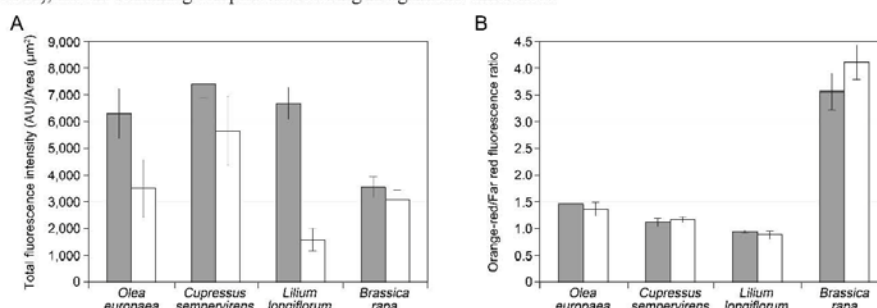 A
B
Total fluorescence intensity (AU)/Area (µm²)
9,000
8,000
7,000
6,000
5,000
4,000
3,000
2,000
1,000
0
Olea
europaea
Cupressus
sempervirens
Lilium
longiflorum
Brassica
rapa
Orange-red/Far red fluorescence ratio
4.5
4.0
3.5
3.0
2.5
2.0
1.5
1.0
0.5
0
Olea
europaea
Cupressus
sempervirens
Lilium
longiflorum
Brassica
rapa